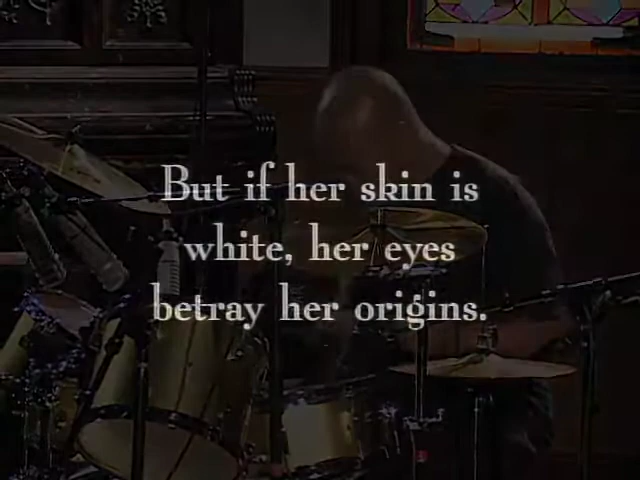 But if her skin is
white, her eyes
betray her origins.